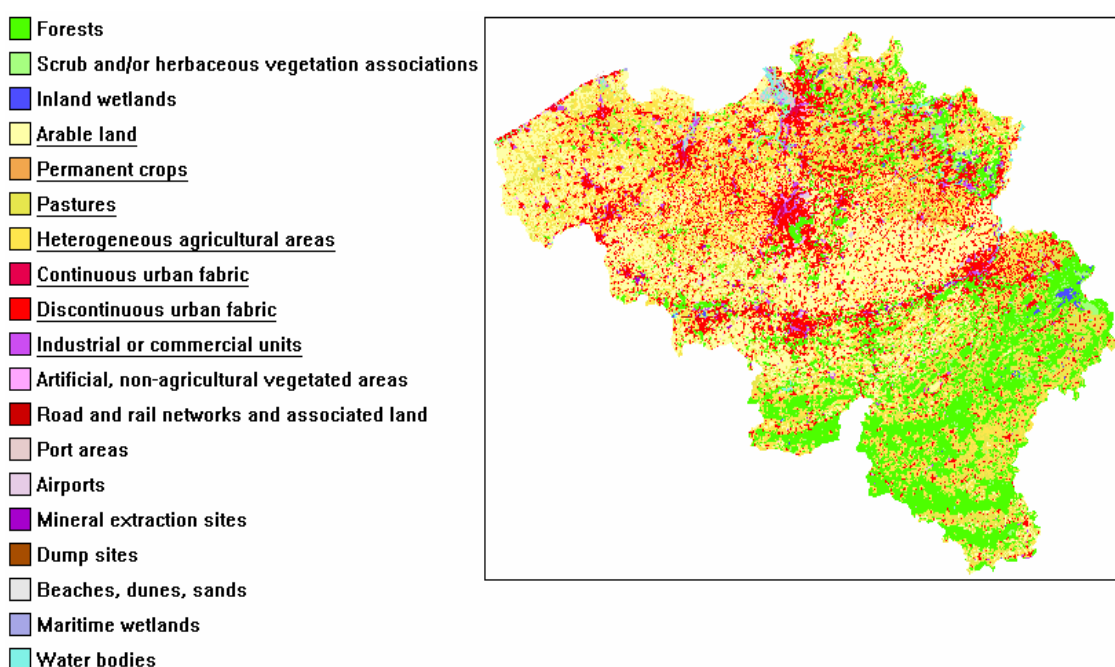 Forests
Scrub and/or herbaceous vegetation associations
Inland wetlands
Arable land
Permanent crops
Pastures
Heterogeneous agricultural areas
Continuous urban fabric
Discontinuous urban fabric
Industrial or commercial units
Artificial, non-agricultural vegetated areas
Road and rail networks and associated land
Port areas
Airports
Mineral extraction sites
Dump sites
Beaches, dunes, sands
Maritime wetlands
Water bodies